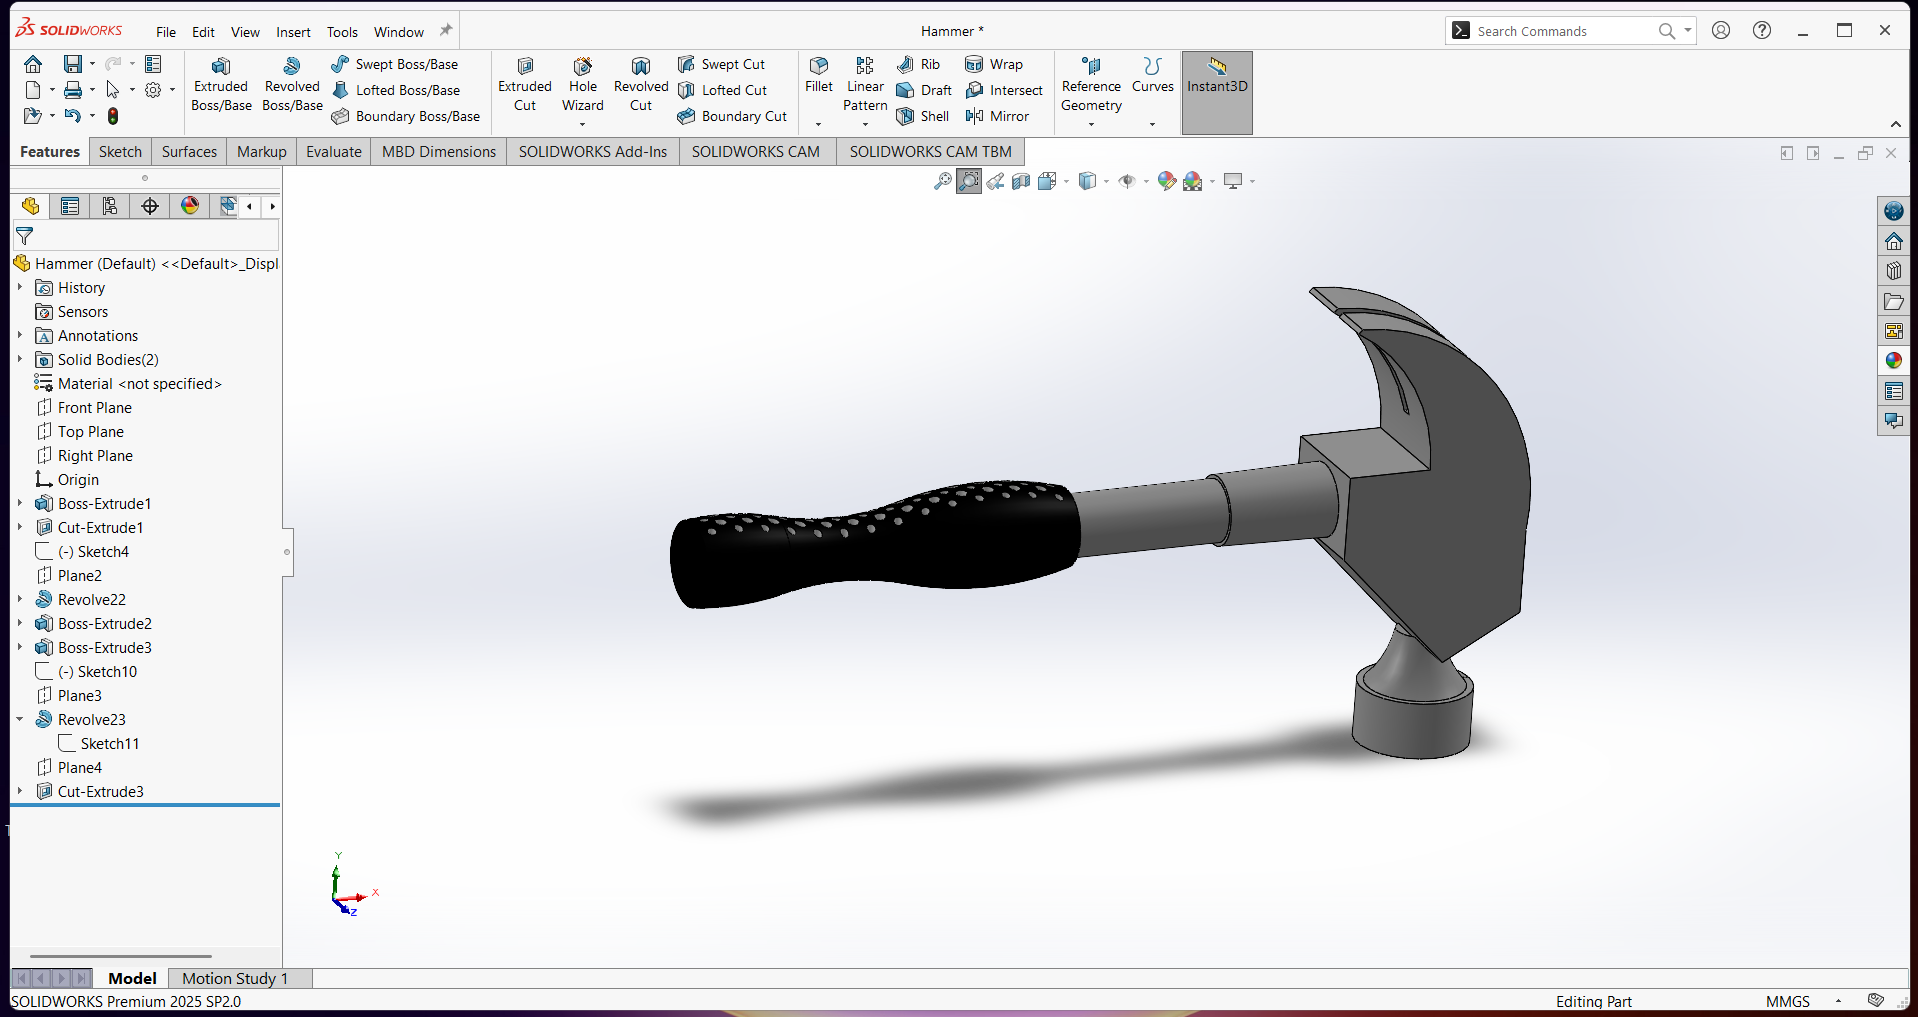 SOLIDWORKS
File Edit View Insert Tools Window
Hammer *
Search Commands
Extruded Boss/Base
Revolved Boss/Base
Swept Boss/Base
Lofted Boss/Base
Boundary Boss/Base
Extruded Cut
Hole Wizard
Revolved Cut
Swept Cut
Lofted Cut
Boundary Cut
Fillet
Linear Pattern
Rib
Draft
Shell
Wrap
Intersect
Mirror
Reference Geometry
Curves
Instant3D
Features Sketch Surfaces Markup Evaluate MBD Dimensions SOLIDWORKS Add-Ins SOLIDWORKS CAM SOLIDWORKS CAM TBM
Hammer (Default) <<Default>_Displ
History
Sensors
Annotations
Solid Bodies(2)
Material <not specified>
Front Plane
Top Plane
Right Plane
Origin
Boss-Extrude1
Cut-Extrude1
(-) Sketch4
Plane2
Revolve22
Boss-Extrude2
Boss-Extrude3
(-) Sketch10
Plane3
Revolve23
Sketch11
Plane4
Cut-Extrude3
Y
X
Z
Model Motion Study 1
SOLIDWORKS Premium 2025 SP2.0
Editing Part
MMGS